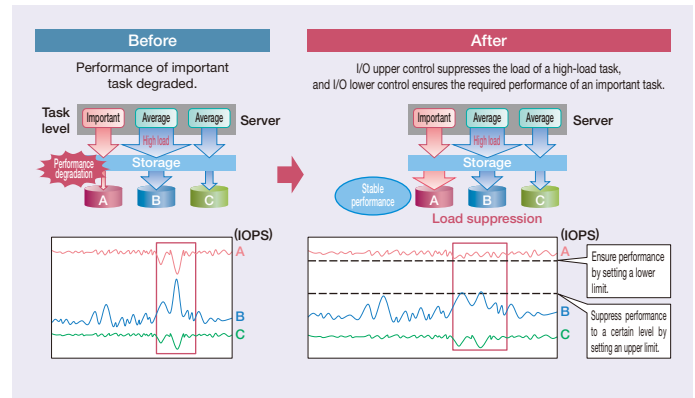 Before
Performance of important
task degraded.
Task
level
Important
Average
Average
Server
High load
Storage
Performance
degradation
A
B
C
(IOPS)
A
B
C
After
I/O upper control suppresses the load of a high-load task,
and I/O lower control ensures the required performance of an important task.
Important
Average
Average
Server
High load
Storage
Stable
performance
A
B
C
Load suppression
(IOPS)
A
B
C
Ensure performance
by setting a lower
limit.
Suppress performance
to a certain level by
setting an upper limit.